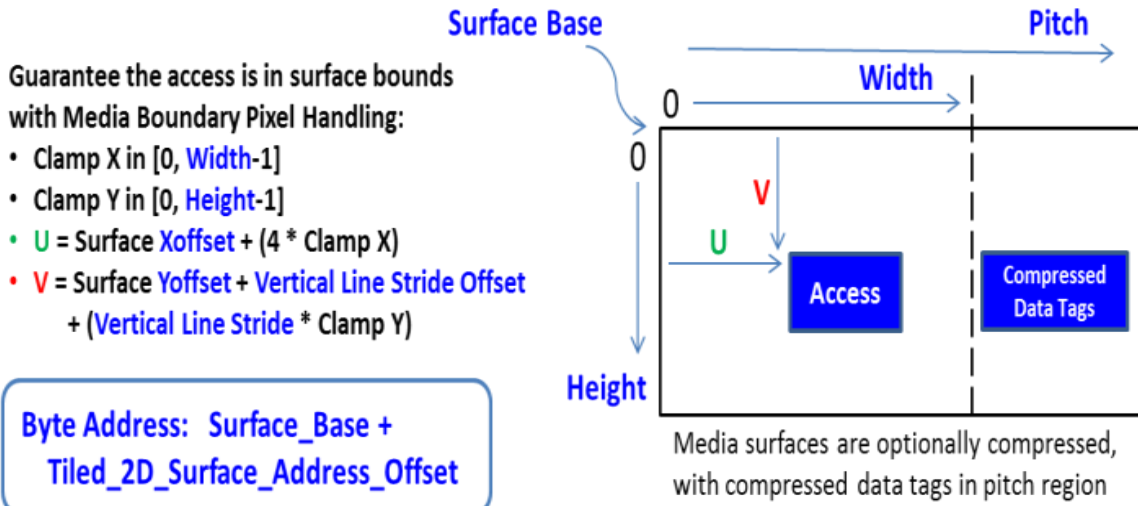 Guarantee the access is in surface bounds
with Media Boundary Pixel Handling:
• Clamp X in [0, Width-1]
• Clamp Y in [0, Height-1]
• U = Surface Xoffset + (4 * Clamp X)
• V = Surface Yoffset + Vertical Line Stride Offset
+ (Vertical Line Stride * Clamp Y)
Byte Address: Surface_Base +
Tiled_2D_Surface_Address_Offset
Surface Base
Pitch
Width
0
0
V
U
Access
Compressed
Data Tags
Height
Media surfaces are optionally compressed,
with compressed data tags in pitch region